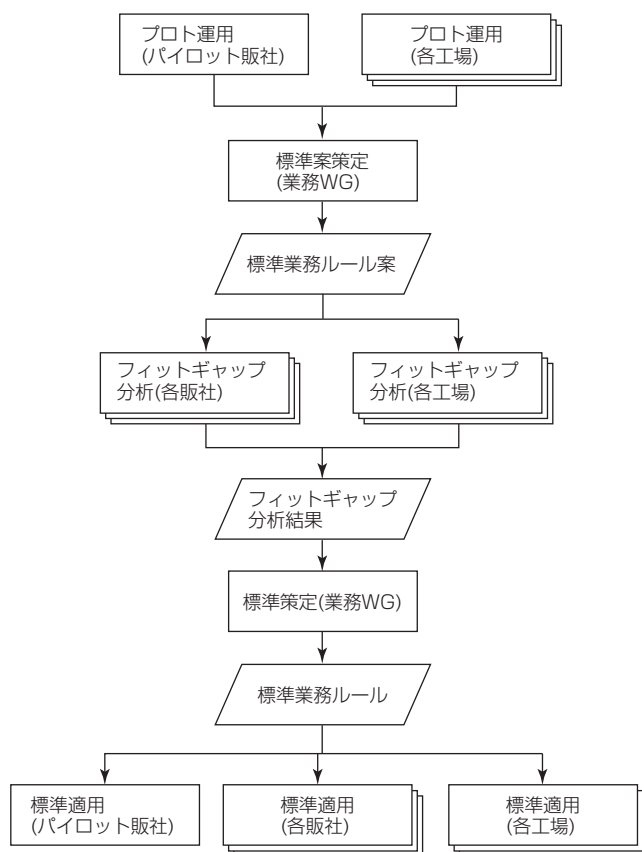 プロト運用
(パイロット販社)
プロト運用
(各工場)
標準案策定
(業務WG)
標準業務ルール案
フィットギャップ
分析(各販社)
フィットギャップ
分析(各工場)
フィットギャップ
分析結果
標準策定(業務WG)
標準業務ルール
標準適用
(パイロット販社)
標準適用
(各販社)
標準適用
(各工場)